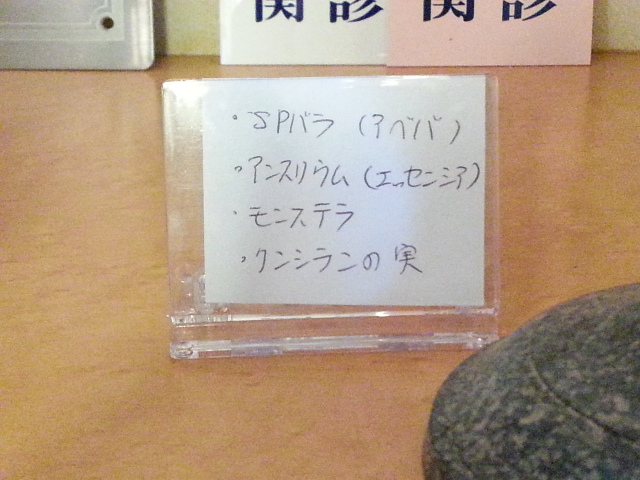 関診 関診
・SPバラ（アベバ）
・アンスリウム（エッセンシア）
・モンステラ
・クンシランの実